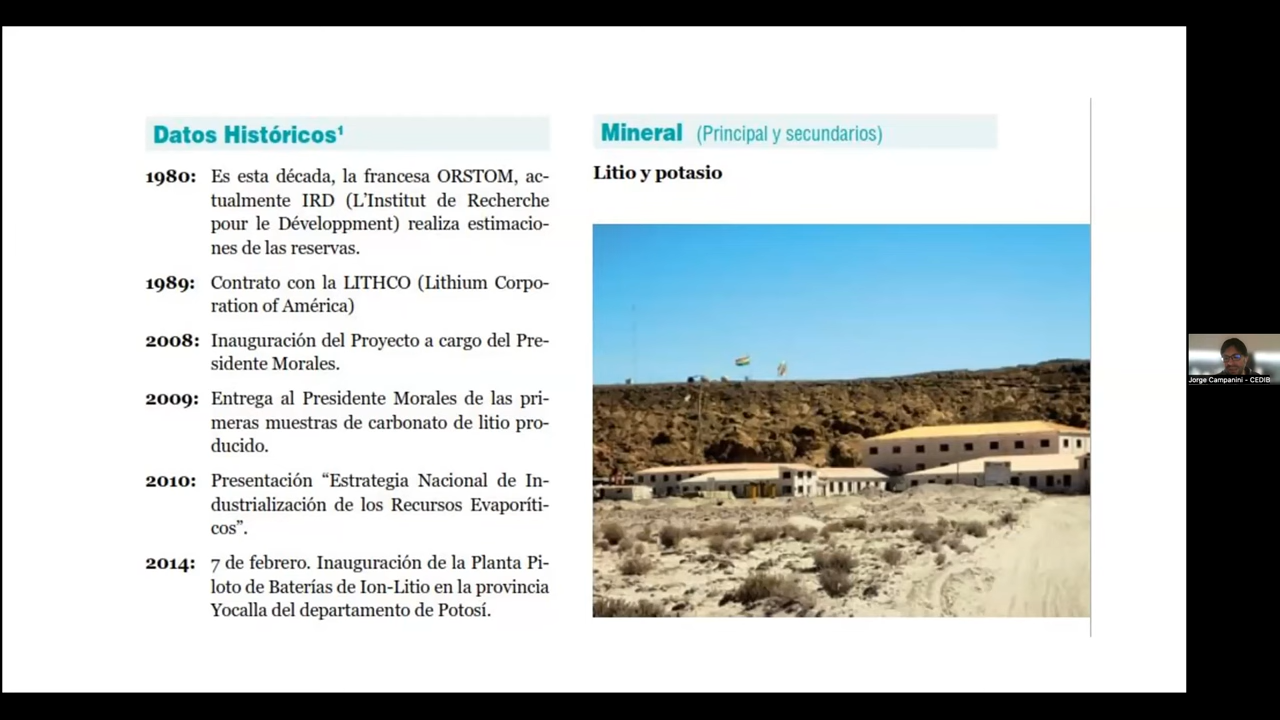 Datos Históricos¹
1980: Es esta década, la francesa ORSTOM, ac-
tualmente IRD (L'Institut de Recherche
pour le Développment) realiza estimacio-
nes de las reservas.
1989: Contrato con la LITHCO (Lithium Corpo-
ration of América)
2008: Inauguración del Proyecto a cargo del Pre-
sidente Morales.
2009: Entrega al Presidente Morales de las pri-
meras muestras de carbonato de litio pro-
ducido.
2010: Presentación “Estrategia Nacional de In-
dustrialización de los Recursos Evaporíti-
cos”.
2014: 7 de febrero. Inauguración de la Planta Pi-
loto de Baterías de Ion-Litio en la provincia
Yocalla del departamento de Potosí.
Mineral (Principal y secundarios)
Litio y potasio
Jorge Campanini - CEDIB